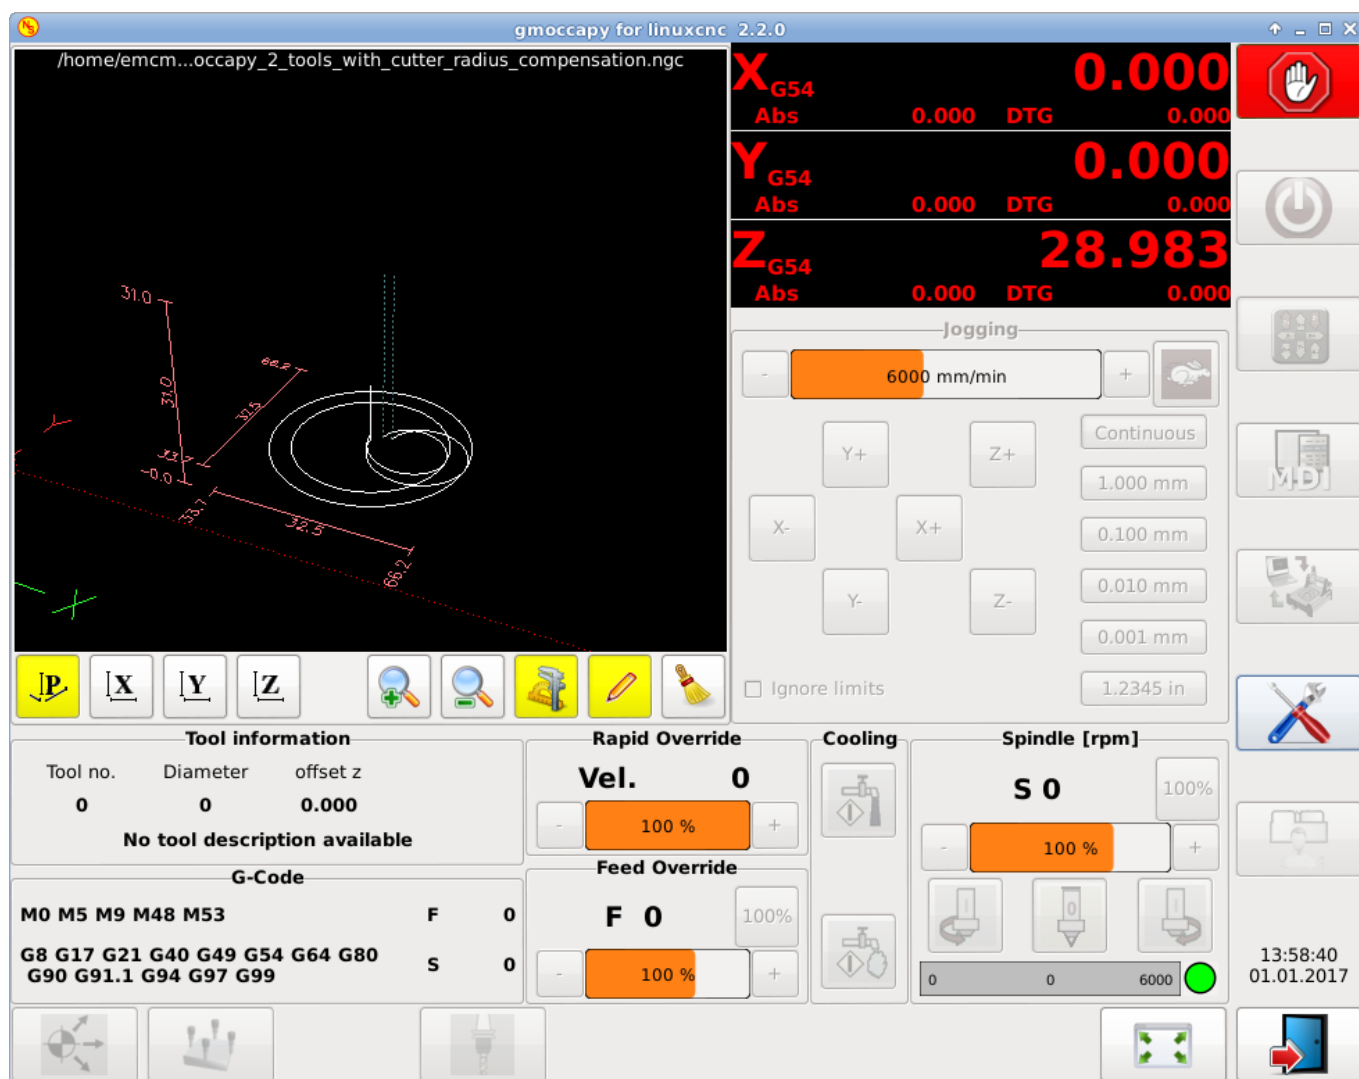 gmoccapy for linuxcnc 2.2.0
/home/emcm...occapy_2_tools_with_cutter_radius_compensation.ngc
X G54 0.000
Abs 0.000 DTG 0.000
Y G54 0.000
Abs 0.000 DTG 0.000
Z G54 28.983
Abs 0.000 DTG 0.000
31.0
31.0
66.2
32.5
33.7
-0.0
33.7
32.5
66.2
Y
X
Jogging
- 6000 mm/min +
Y+ Z+
X- X+
Y- Z-
Continuous
1.000 mm
0.100 mm
0.010 mm
0.001 mm
Ignore limits 1.2345 in
MDI
P X Y Z
Tool information
Tool no. Diameter offset z
0 0 0.000
No tool description available
G-Code
M0 M5 M9 M48 M53 F 0
G8 G17 G21 G40 G49 G54 G64 G80
G90 G91.1 G94 G97 G99
S 0
Rapid Override
Vel. 0
- 100 % +
Feed Override
F 0 100%
- 100 % +
Cooling
Spindle [rpm]
S 0 100%
- 100 % +
1 0 1
0 0 6000
13:58:40
01.01.2017